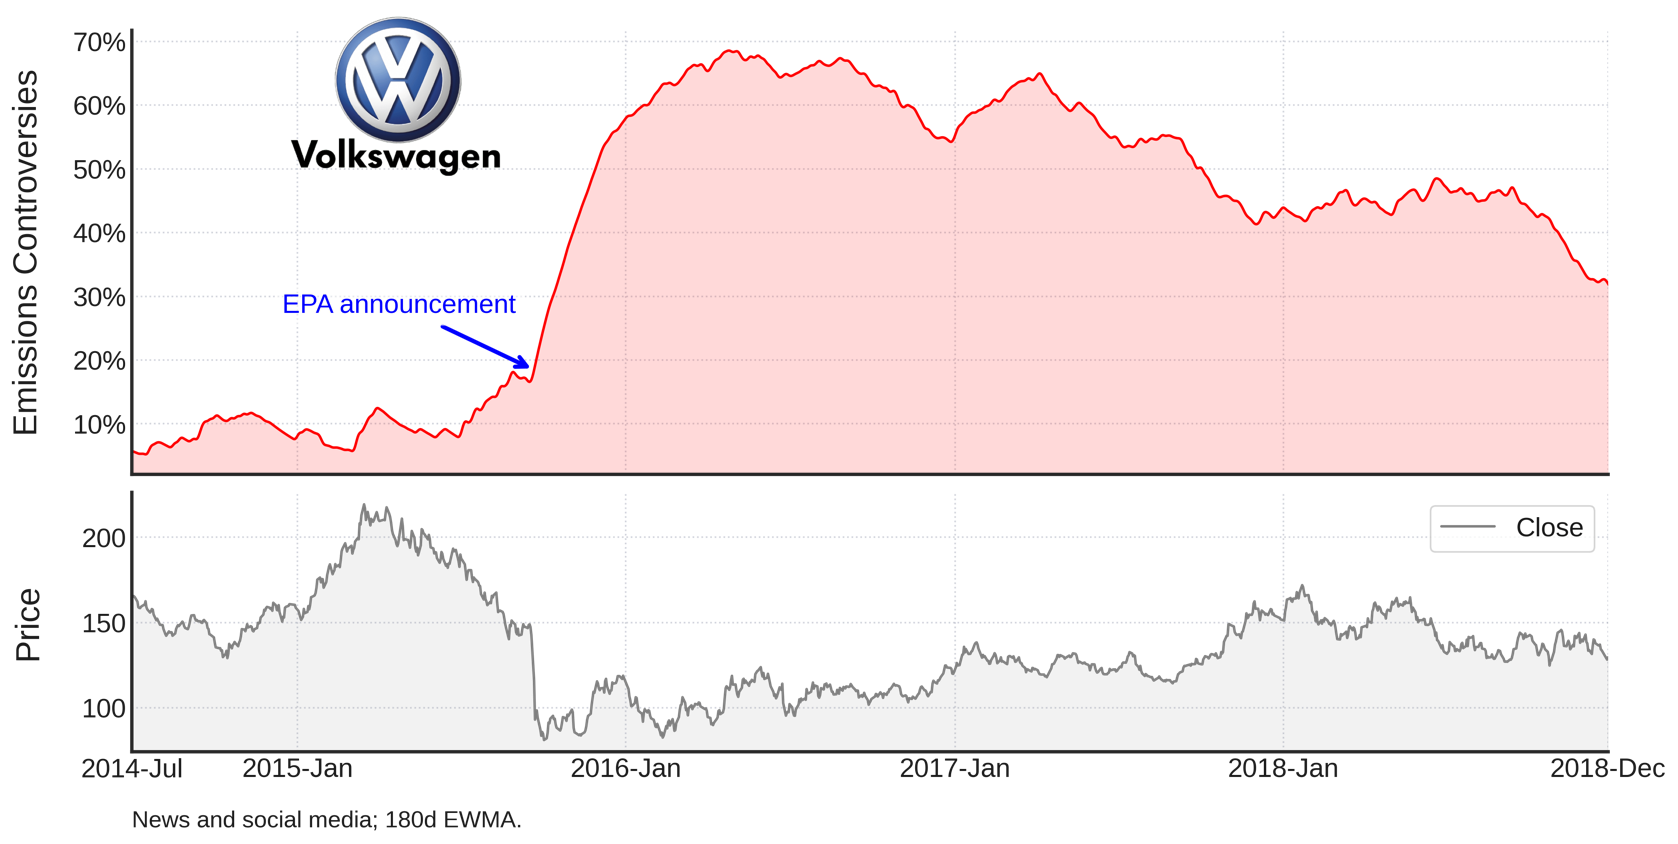 70%
60%
50%
40%
30%
20%
10%
Emissions Controversies
VW
Volkswagen
EPA announcement
200
150
100
Price
Close
2014-Jul
2015-Jan
2016-Jan
2017-Jan
2018-Jan
2018-Dec
News and social media; 180d EWMA.